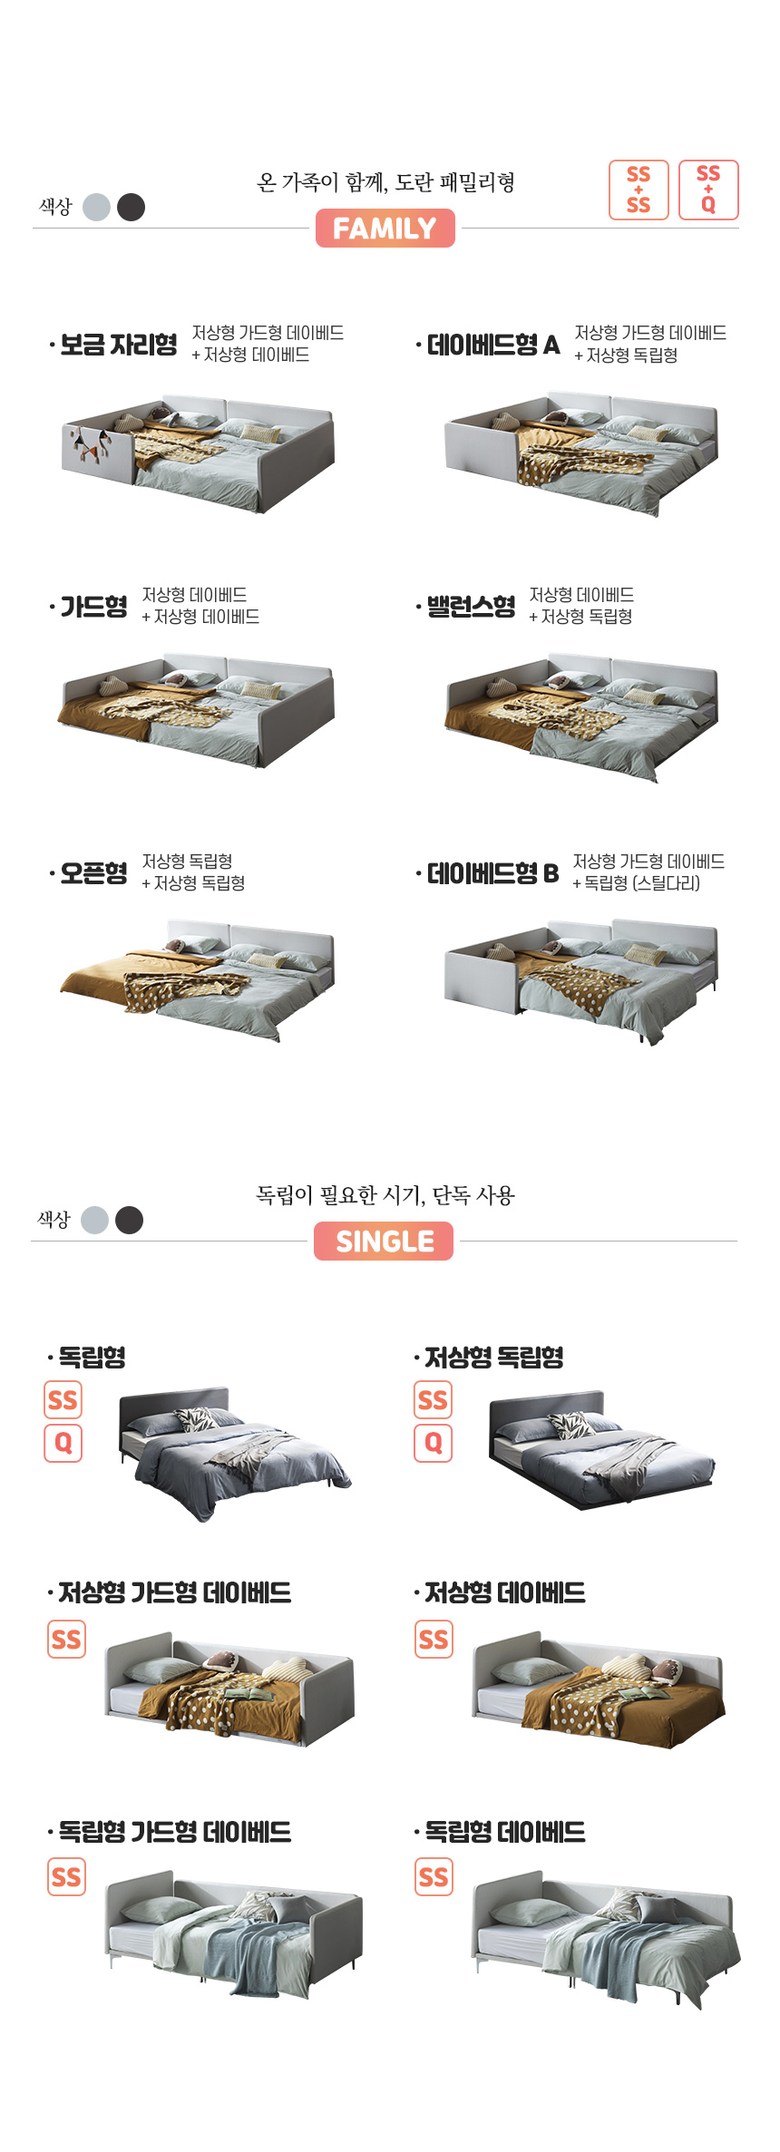 온 가족이 함께, 도란 패밀리형
색상
FAMILY
SS
+
SS
SS
+
Q
· 보금 자리형
저상형 가드형 데이베드
+ 저상형 데이베드
· 데이베드형 A
저상형 가드형 데이베드
+ 저상형 독립형
· 가드형
저상형 데이베드
+ 저상형 데이베드
· 밸런스형
저상형 데이베드
+ 저상형 독립형
· 오픈형
저상형 독립형
+ 저상형 독립형
· 데이베드형 B
저상형 가드형 데이베드
+ 독립형 (스틸다리)
독립이 필요한 시기, 단독 사용
색상
SINGLE
· 독립형
SS
Q
· 저상형 독립형
SS
Q
· 저상형 가드형 데이베드
SS
· 저상형 데이베드
SS
· 독립형 가드형 데이베드
SS
· 독립형 데이베드
SS